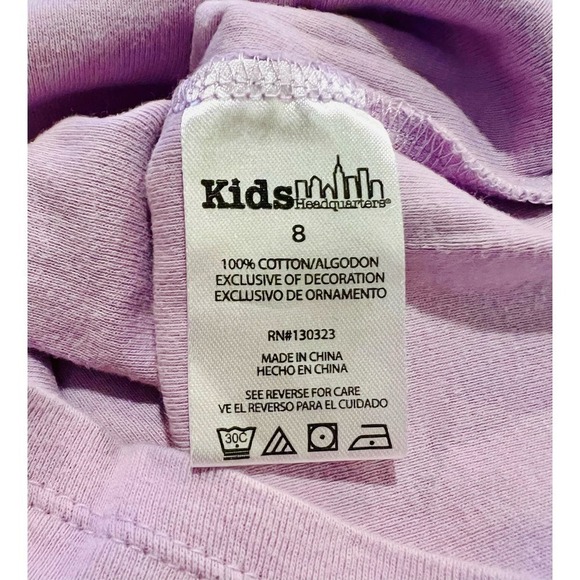 Kids
Headquarters®
8
100% COTTON/ALGODON
EXCLUSIVE OF DECORATION
EXCLUSIVO DE ORNAMENTO
RN#130323
MADE IN CHINA
HECHO EN CHINA
SEE REVERSE FOR CARE
VE EL REVERSO PARA EL CUIDADO
30C